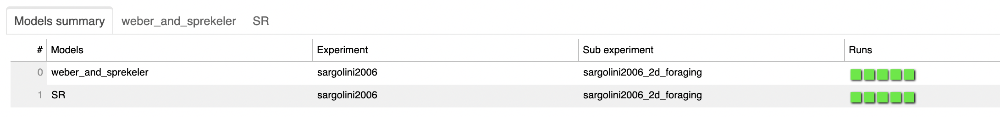 Models summary weber_and_sprekeler SR
# Models Experiment Sub experiment Runs
0 weber_and_sprekeler sargolini2006 sargolini2006_2d_foraging
1 SR sargolini2006 sargolini2006_2d_foraging